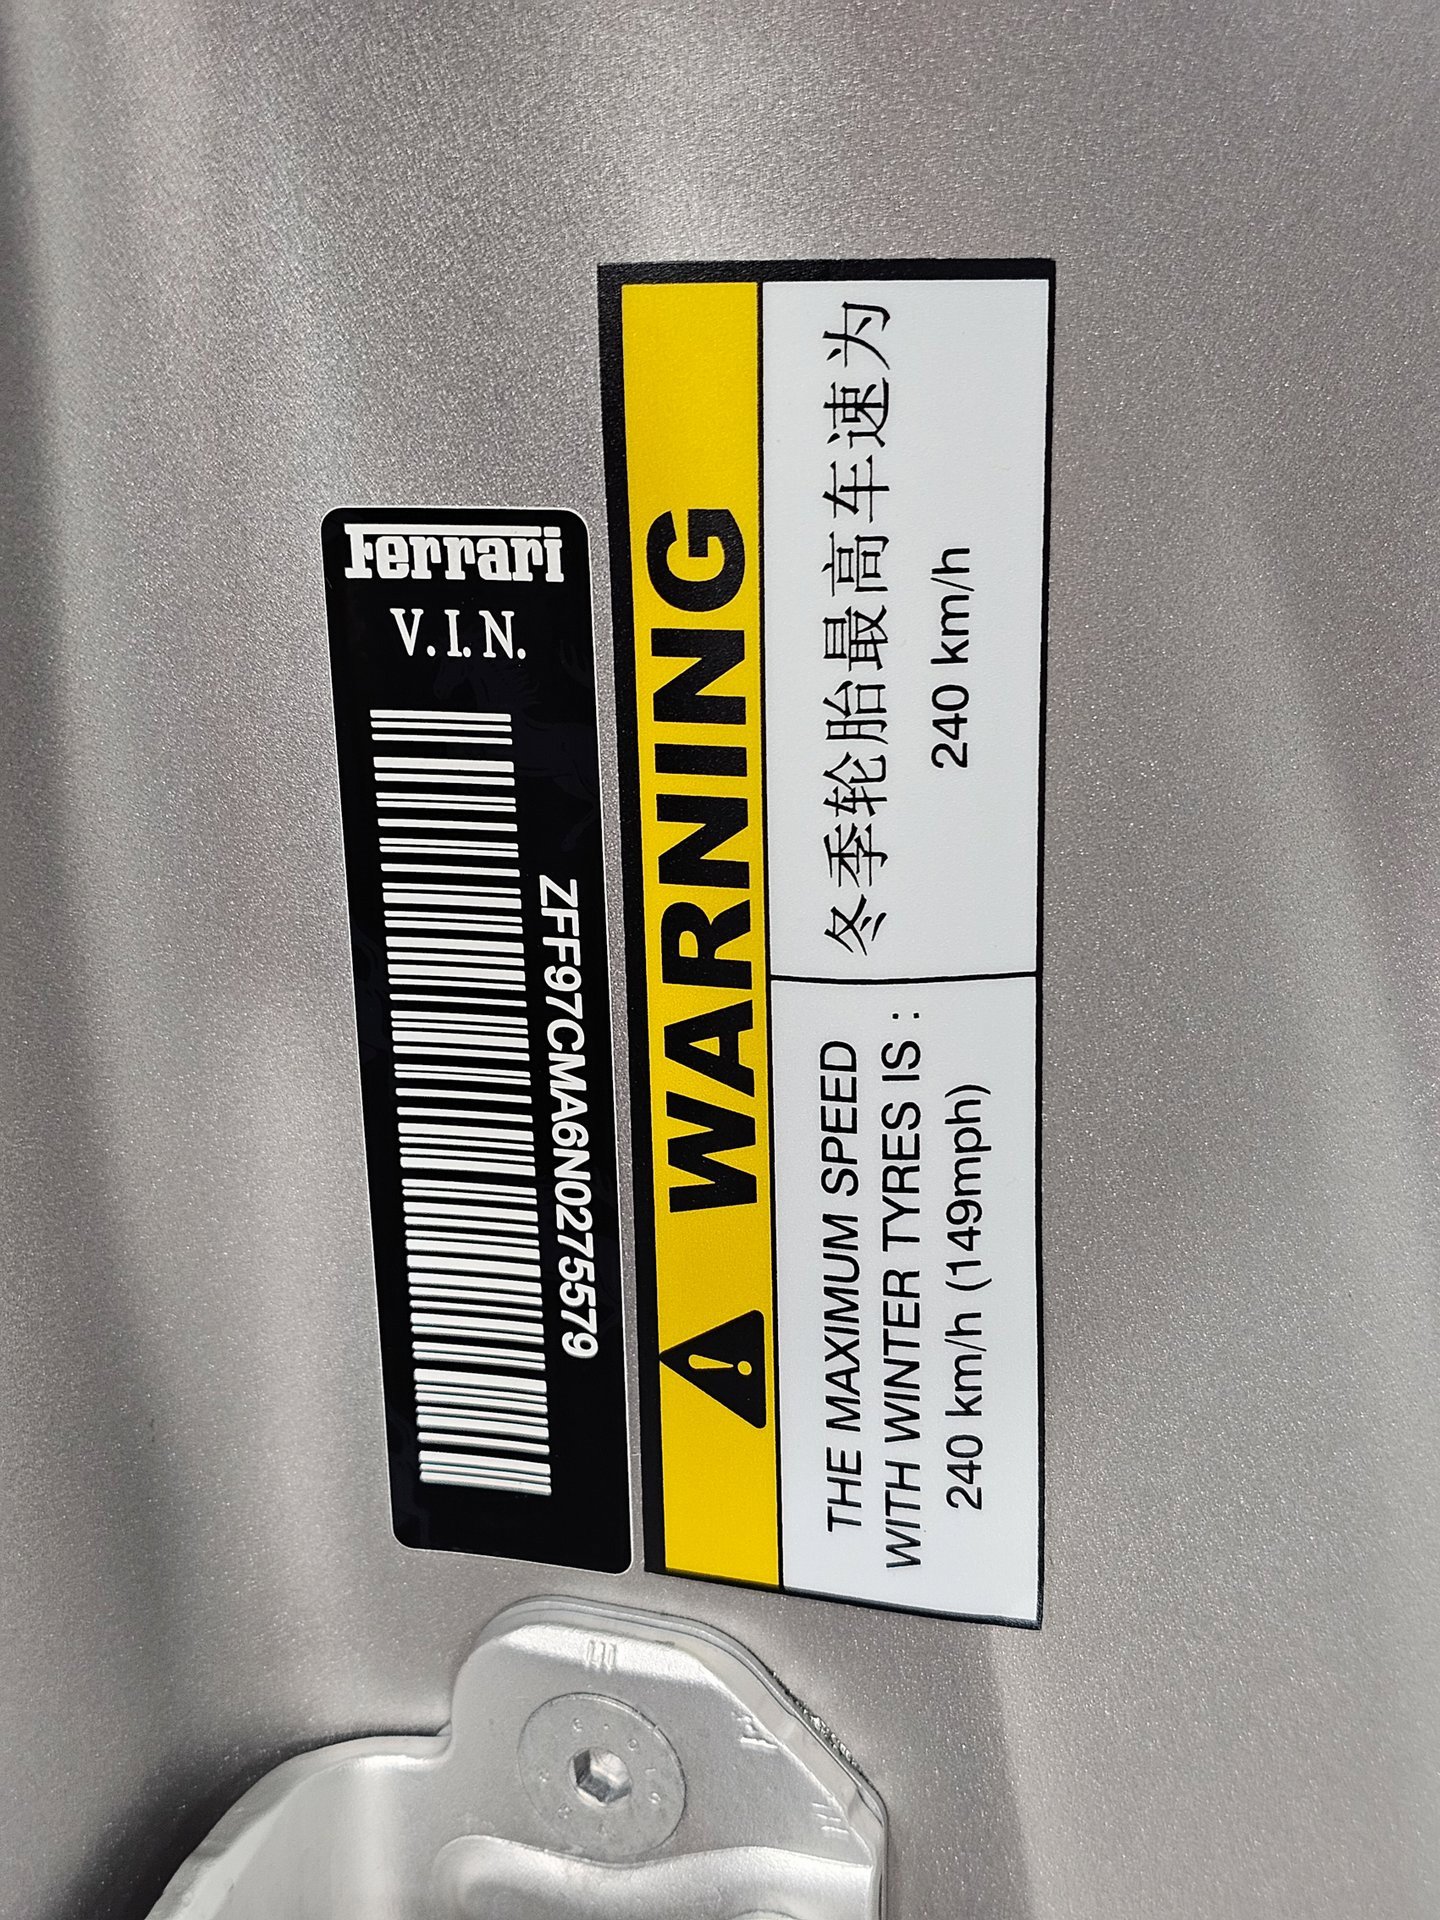 Ferrari
V.I.N.
ZFF97CMA6N0275579
WARNING
THE MAXIMUM SPEED
WITH WINTER TYRES IS :
240 km/h (149mph)
冬季轮胎最高车速为
240 km/h